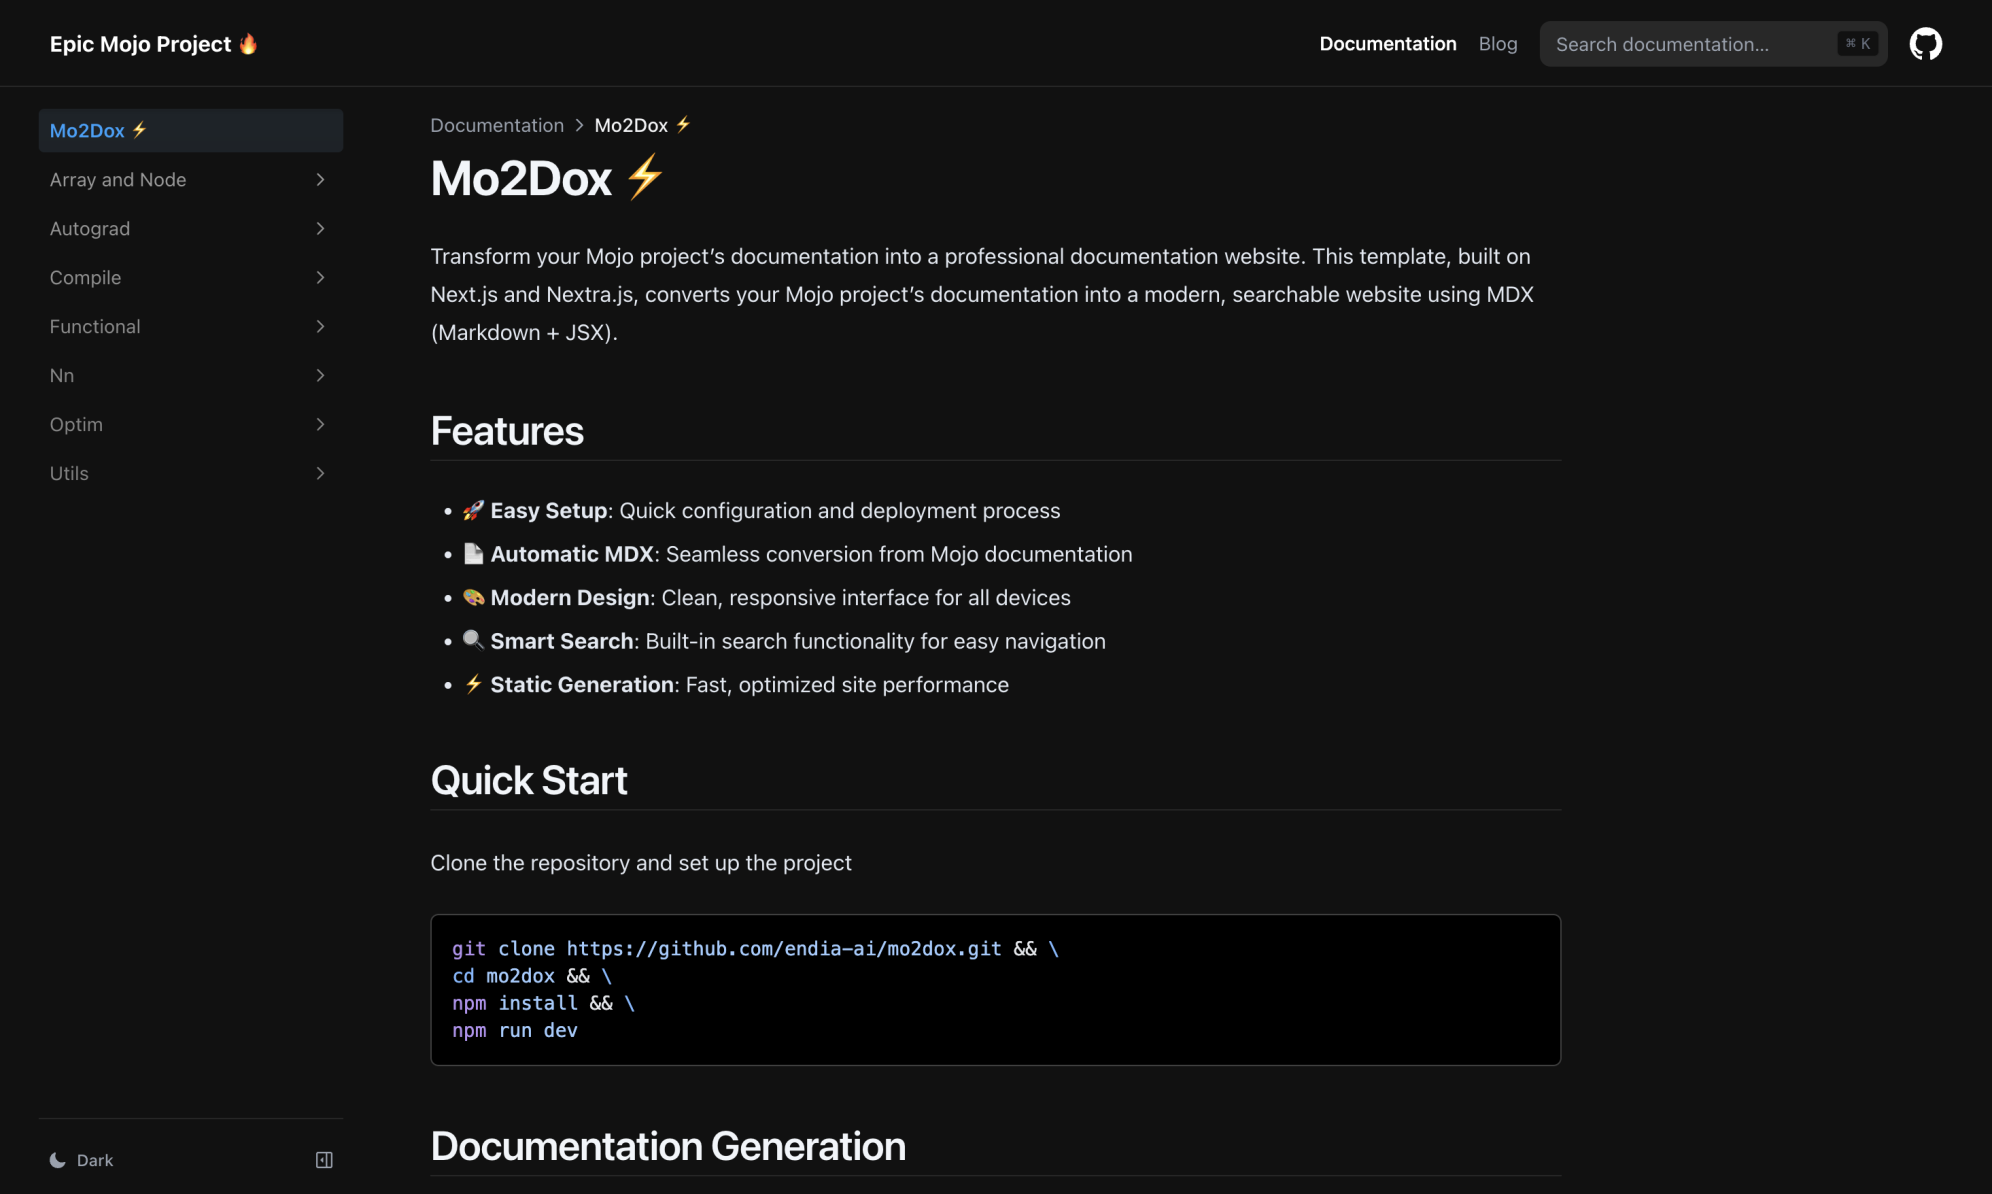 Epic Mojo Project 🔥
Documentation
Blog
Search documentation...
⌘ K
Mo2Dox ⚡
Array and Node
Autograd
Compile
Functional
Nn
Optim
Utils
Dark
Documentation > Mo2Dox ⚡
Mo2Dox ⚡
Transform your Mojo project’s documentation into a professional documentation website. This template, built on
Next.js and Nextra.js, converts your Mojo project’s documentation into a modern, searchable website using MDX
(Markdown + JSX).
Features
• 🚀 Easy Setup: Quick configuration and deployment process
• 📄 Automatic MDX: Seamless conversion from Mojo documentation
• 🎨 Modern Design: Clean, responsive interface for all devices
• 🔍 Smart Search: Built-in search functionality for easy navigation
• ⚡ Static Generation: Fast, optimized site performance
Quick Start
Clone the repository and set up the project
git clone https://github.com/endia-ai/mo2dox.git && \
cd mo2dox && \
npm install && \
npm run dev
Documentation Generation